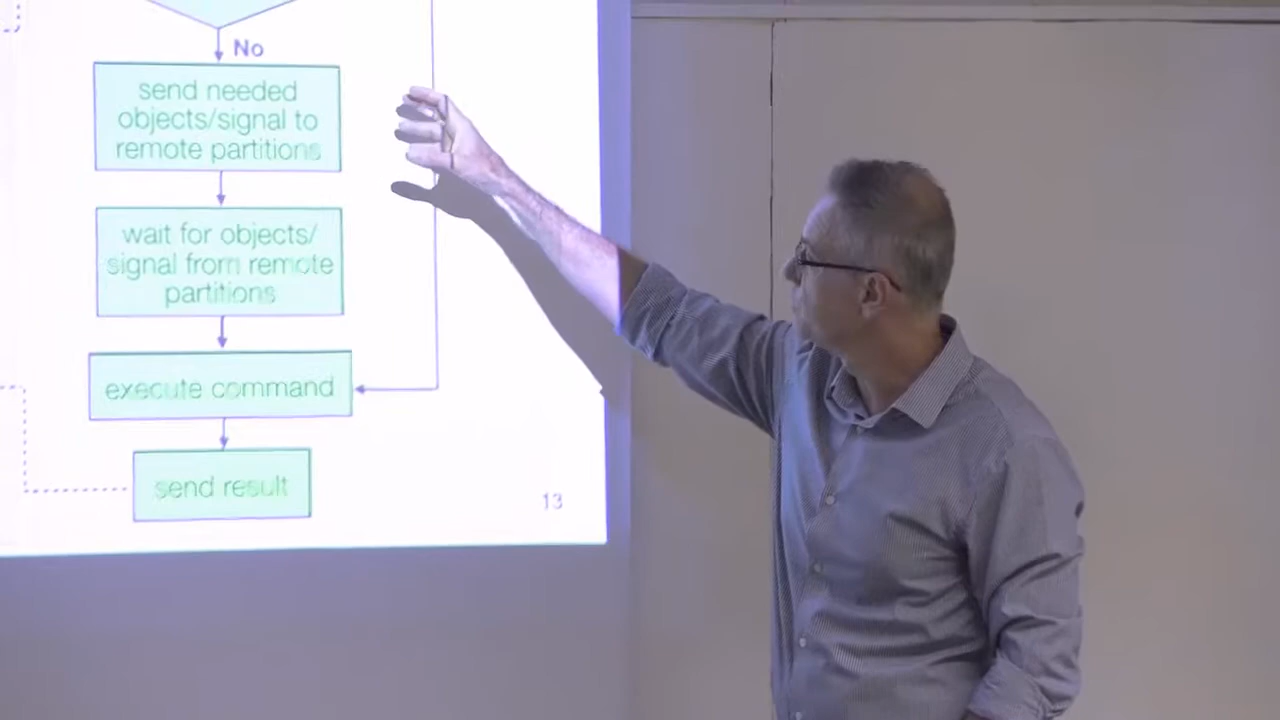 No
send needed
objects/signal to
remote partitions
wait for objects/
signal from remote
partitions
execute command
send result
13